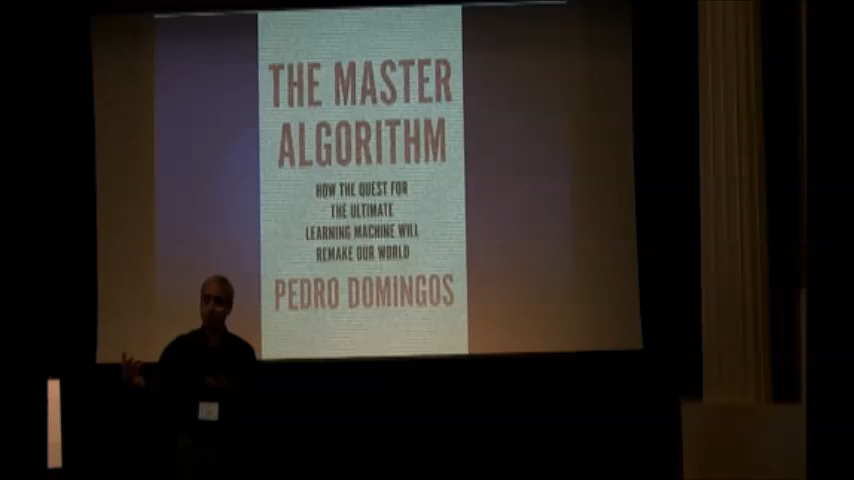 THE MASTER
ALGORITHM
HOW THE QUEST FOR
THE ULTIMATE
LEARNING MACHINE WILL
REMAKE OUR WORLD
PEDRO DOMINGOS